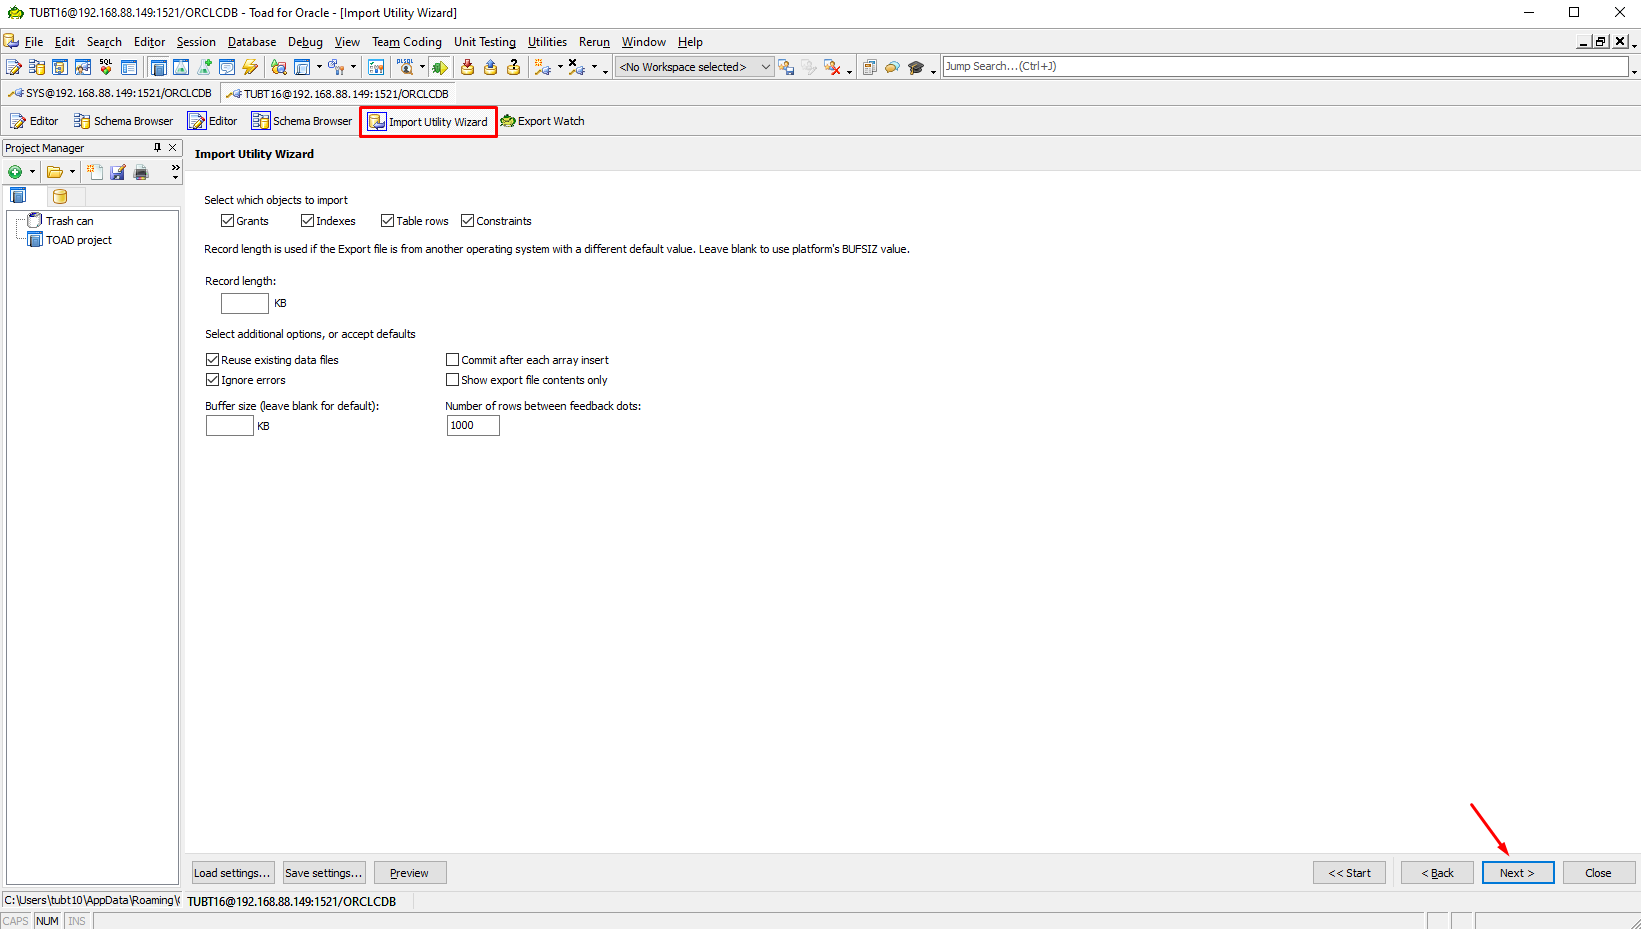 TUBT16@192.168.88.149:1521/ORCLCDB - Toad for Oracle - [Import Utility Wizard]
File Edit Search Editor Session Database Debug View Team Coding Unit Testing Utilities Rerun Window Help
SQL
<No Workspace selected>
Jump Search...(Ctrl+J)
SYS@192.168.88.149:1521/ORCLCDB TUBT16@192.168.88.149:1521/ORCLCDB
Editor Schema Browser Editor Schema Browser Import Utility Wizard Export Watch
Project Manager
Import Utility Wizard
Trash can
TOAD project
Select which objects to import
Grants Indexes Table rows Constraints
Record length is used if the Export file is from another operating system with a different default value. Leave blank to use platform's BUFSIZ value.
Record length:
KB
Select additional options, or accept defaults
Reuse existing data files Commit after each array insert
Ignore errors Show export file contents only
Buffer size (leave blank for default): Number of rows between feedback dots:
KB 1000
Load settings... Save settings... Preview << Start < Back Next > Close
C:\Users\tubt10\AppData\Roaming\ TUBT16@192.168.88.149:1521/ORCLCDB
CAPS NUM INS